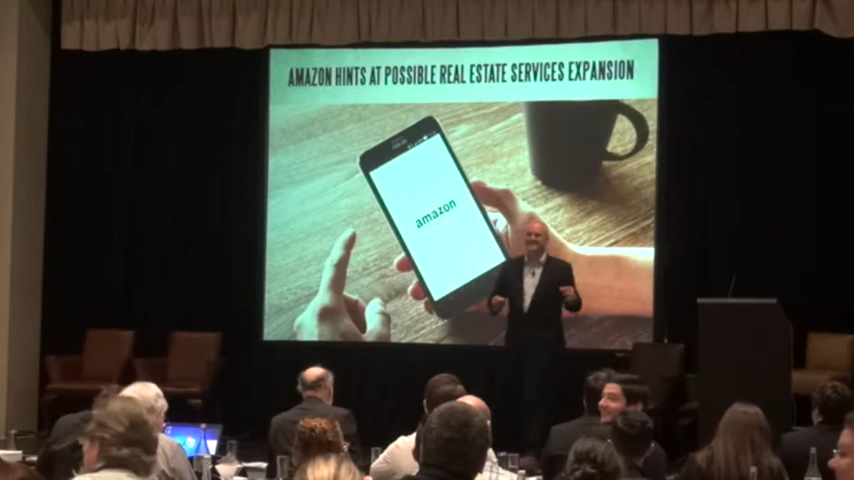 AMAZON HINTS AT POSSIBLE REAL ESTATE SERVICES EXPANSION
amazon